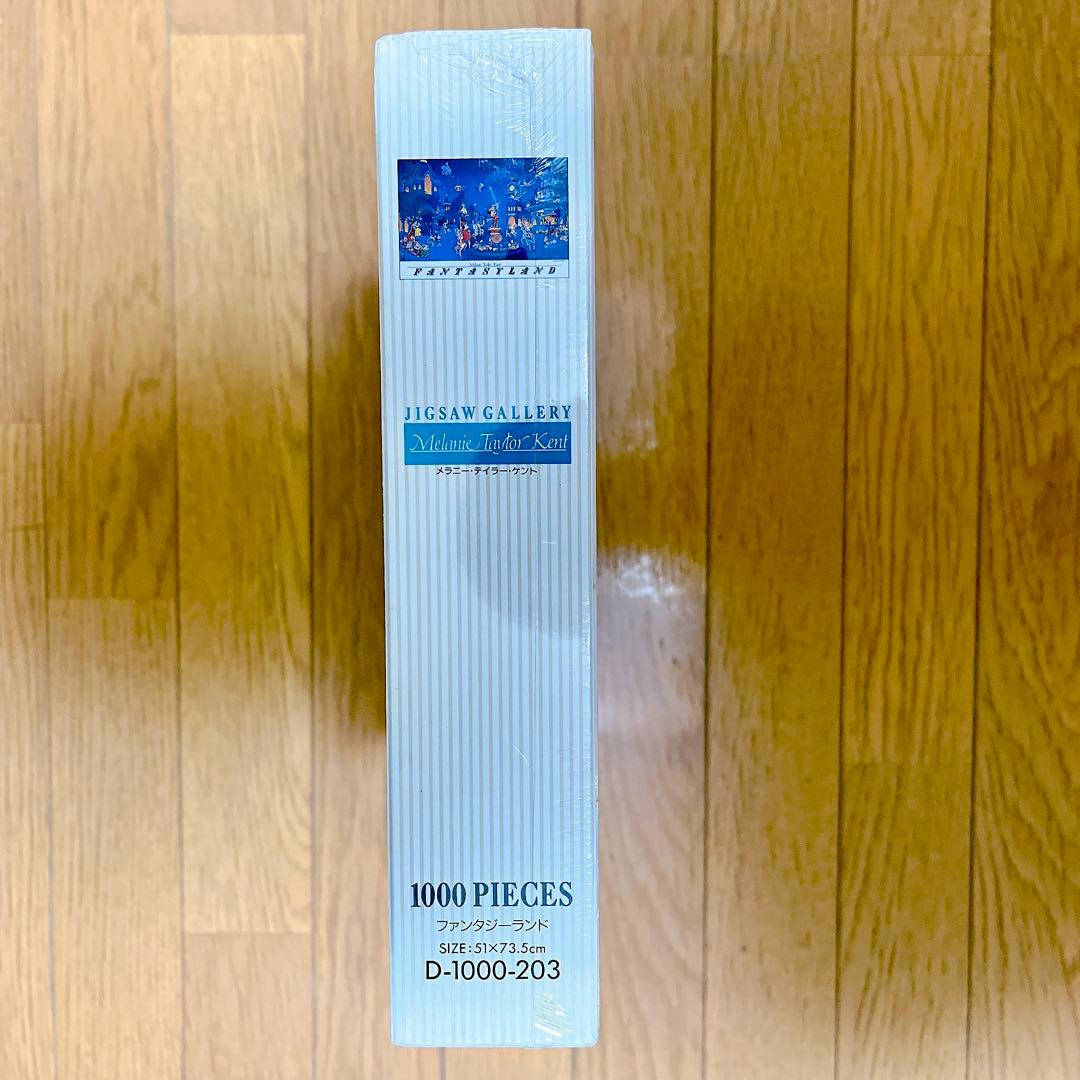 FANTASYLAND
JIGSAW GALLERY
Melanie Taylor Kent
メラニー・テイラー・ケント
1000 PIECES
ファンタジーランド
SIZE:51×73.5cm
D-1000-203